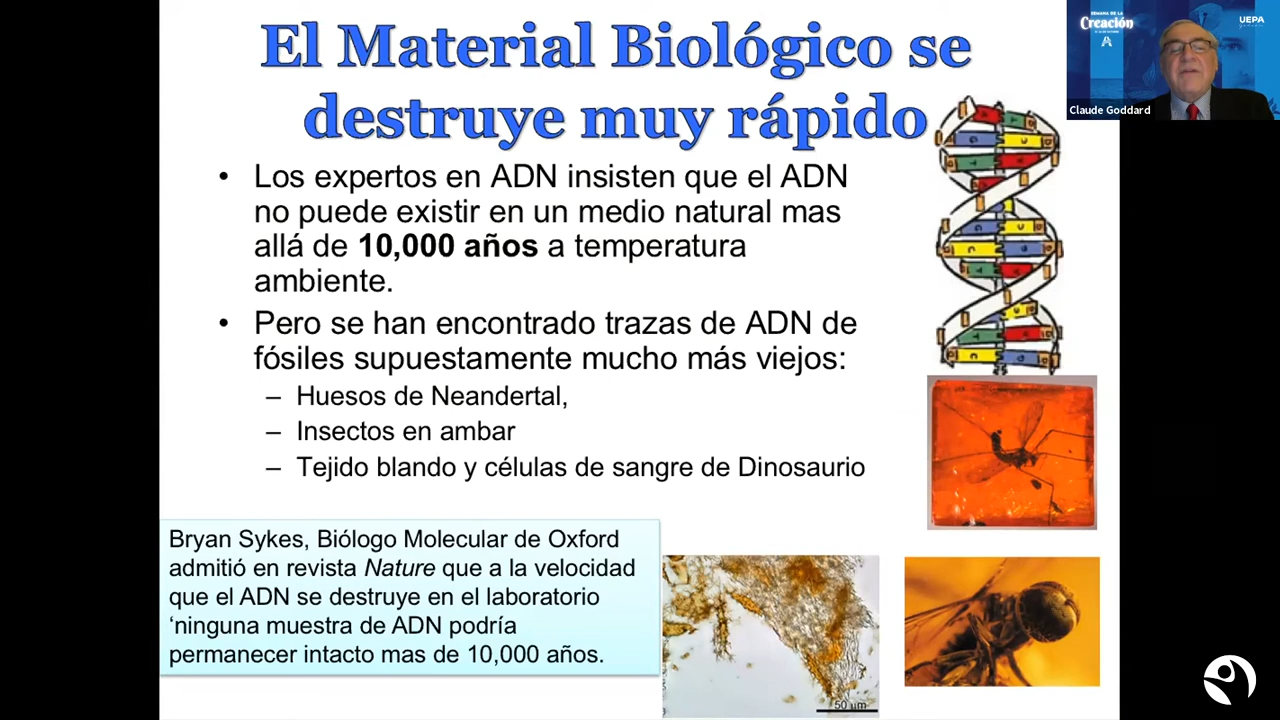 El Material Biológico se
destruye muy rápido
• Los expertos en ADN insisten que el ADN
no puede existir en un medio natural mas
allá de 10,000 años a temperatura
ambiente.
• Pero se han encontrado trazas de ADN de
fósiles supuestamente mucho más viejos:
– Huesos de Neandertal,
– Insectos en ambar
– Tejido blando y células de sangre de Dinosaurio
Bryan Sykes, Biólogo Molecular de Oxford
admitió en revista Nature que a la velocidad
que el ADN se destruye en el laboratorio
‘ninguna muestra de ADN podría
permanecer intacto mas de 10,000 años.
50 µm
SEMANA DE LA
Creación
UEPA
Claude Goddard